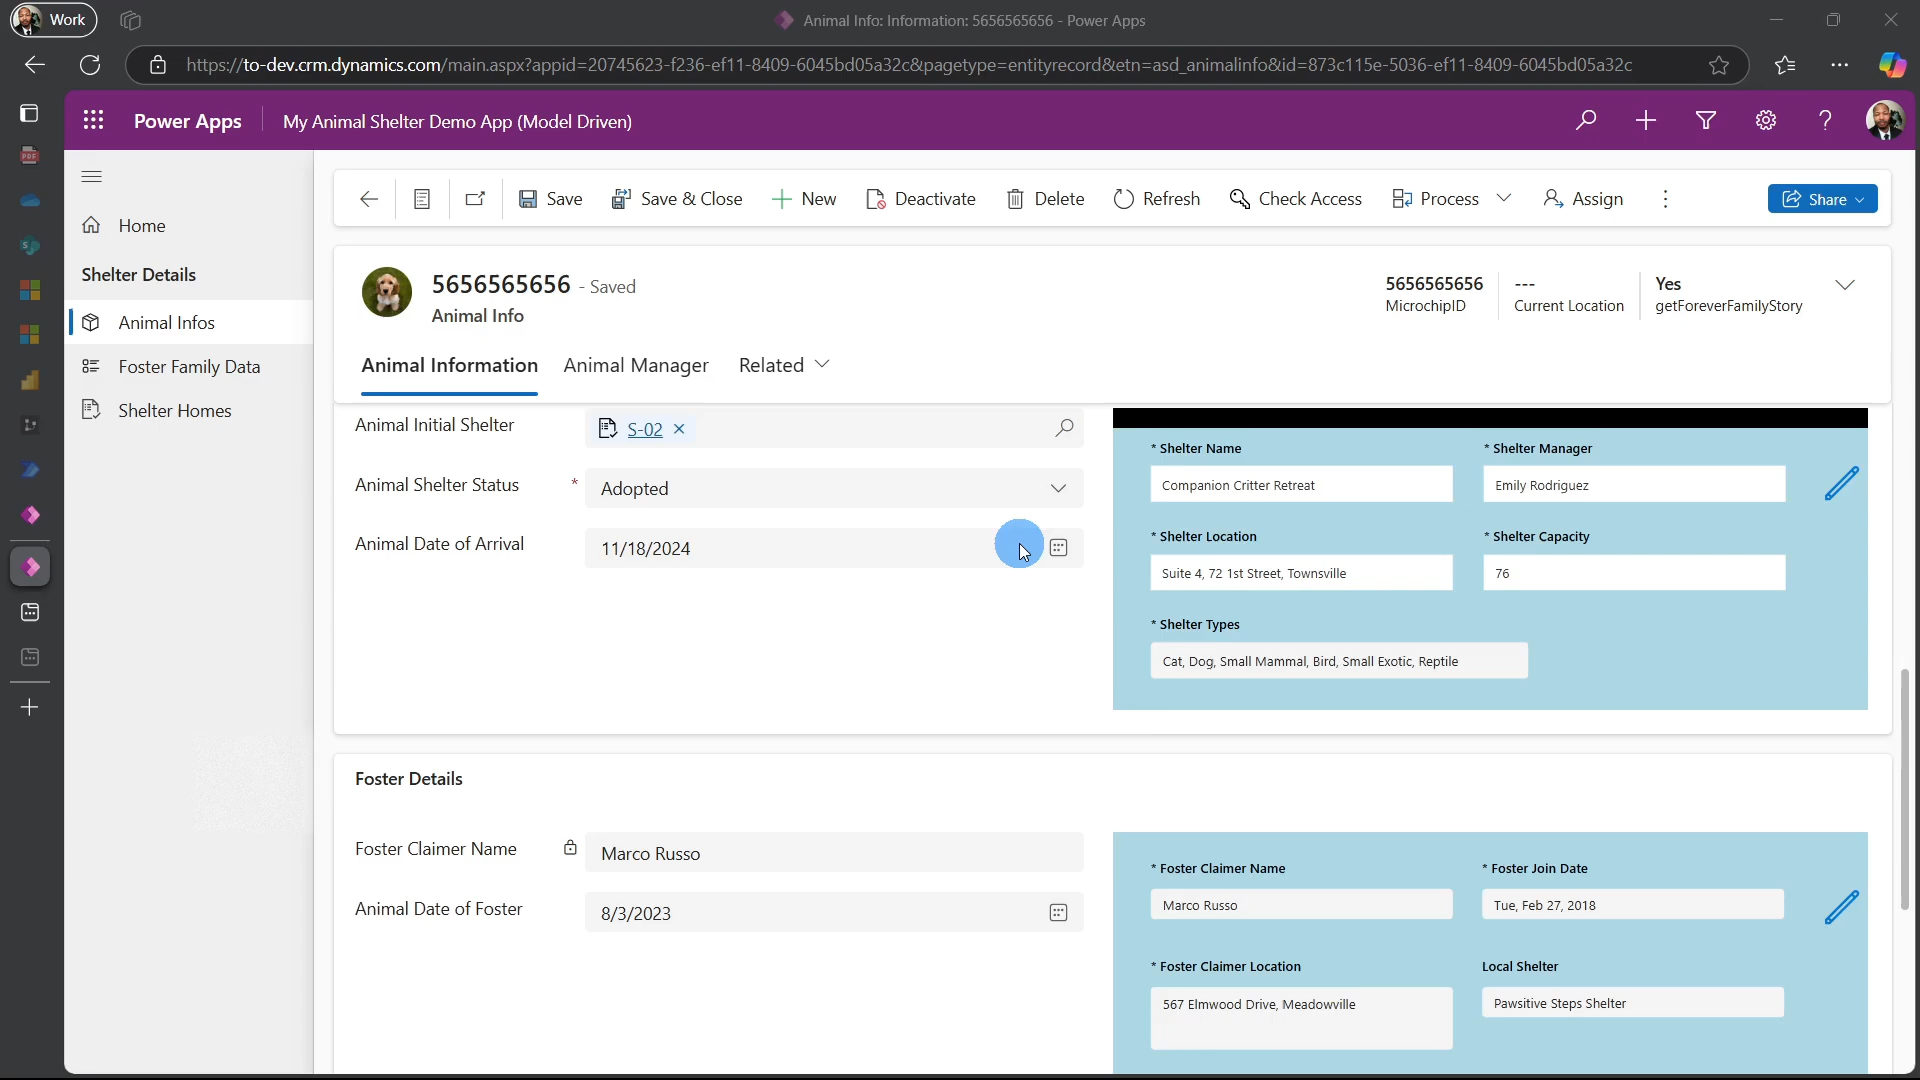 Work
Animal Info: Information: 5656565656 - Power Apps
https://to-dev.crm.dynamics.com/main.aspx?appid=20745623-f236-ef11-8409-6045bd05a32c&pagetype=entityrecord&etn=asd_animalinfo&id=873c115e-5036-ef11-8409-6045bd05a32c
Power Apps
My Animal Shelter Demo App (Model Driven)
PDF
Home
Shelter Details
Animal Infos
Foster Family Data
Shelter Homes
Save
Save & Close
New
Deactivate
Delete
Refresh
Check Access
Process
Assign
Share
5656565656 - Saved
Animal Info
5656565656
MicrochipID
---
Current Location
Yes
getForeverFamilyStory
Animal Information
Animal Manager
Related
Animal Initial Shelter
S-02
Animal Shelter Status *
Adopted
Animal Date of Arrival
11/18/2024
* Shelter Name
* Shelter Manager
Companion Critter Retreat
Emily Rodriguez
* Shelter Location
* Shelter Capacity
Suite 4, 72 1st Street, Townsville
76
* Shelter Types
Cat, Dog, Small Mammal, Bird, Small Exotic, Reptile
Foster Details
Foster Claimer Name
Marco Russo
Animal Date of Foster
8/3/2023
* Foster Claimer Name
* Foster Join Date
Marco Russo
Tue, Feb 27, 2018
* Foster Claimer Location
Local Shelter
567 Elmwood Drive, Meadowville
Pawsitive Steps Shelter